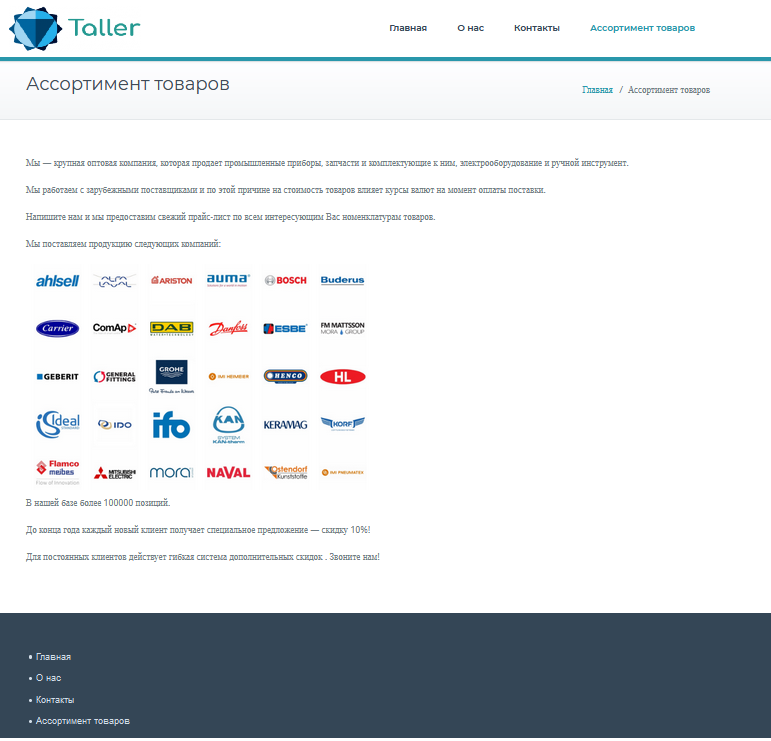 Taller
Главная О нас Контакты Ассортимент товаров
Ассортимент товаров
Главная / Ассортимент товаров
Мы — крупная оптовая компания, которая продает промышленные приборы, запчасти и комплектующие к ним, электрооборудование и ручной инструмент.
Мы работаем с зарубежными поставщиками и по этой причине на стоимость товаров влияет курсы валют на момент оплаты поставки.
Напишите нам и мы предоставим свежий прайс-лист по всем интересующим Вас номенклатурам товаров.
Мы поставляем продукцию следующих компаний:
ahlsell ALFA LAVAL ARISTON auma BOSCH Buderus
Carrier ComAp DAB Danfoss ESBE FM MATTSSON
WATERTECHNOLOGY MORA GROUP
GEBERIT GENERAL FITTINGS GROHE IMI HEIMEIER HENCO HL
Ideal IDO ifo KAN KERAMAG KORF
SYSTEM
KAN-therm
Flamco meibes MITSUBISHI ELECTRIC mora NAVAL Ostendorf Kunststoffe IMI PNEUMATEX
Flow of Innovation
В нашей базе более 100000 позиций.
До конца года каждый новый клиент получает специальное предложение — скидку 10%!
Для постоянных клиентов действует гибкая система дополнительных скидок . Звоните нам!
Главная
О нас
Контакты
Ассортимент товаров